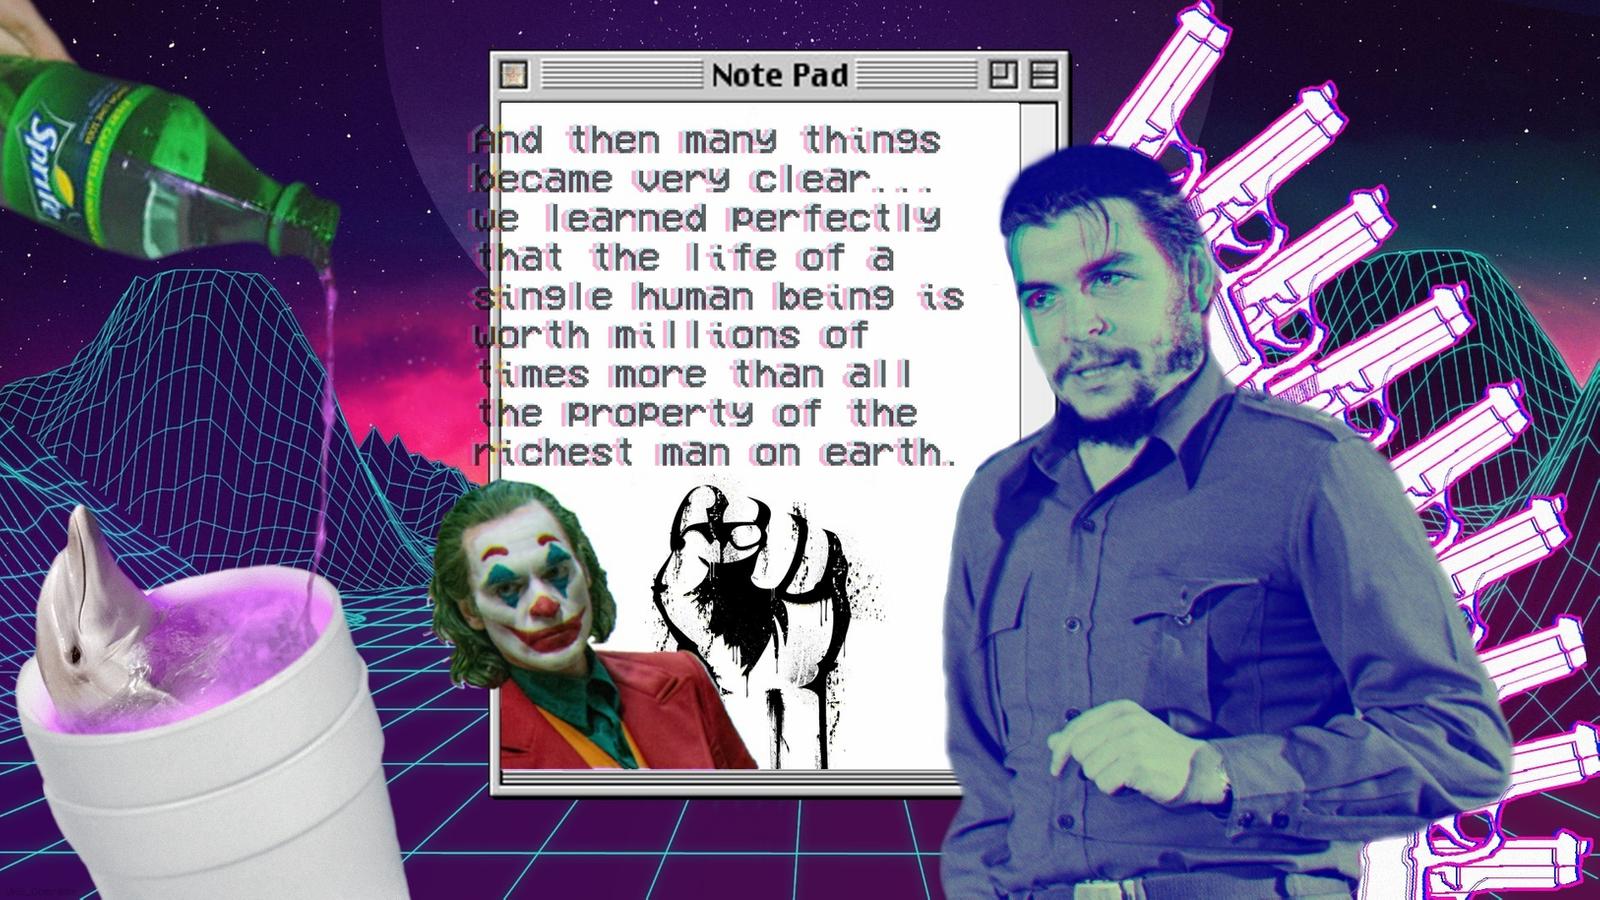 Note Pad
And then many things
became very clear...
we learned perfectly
that the life of a
single human being is
worth millions of
times more than all
the property of the
richest man on earth.
Sprite